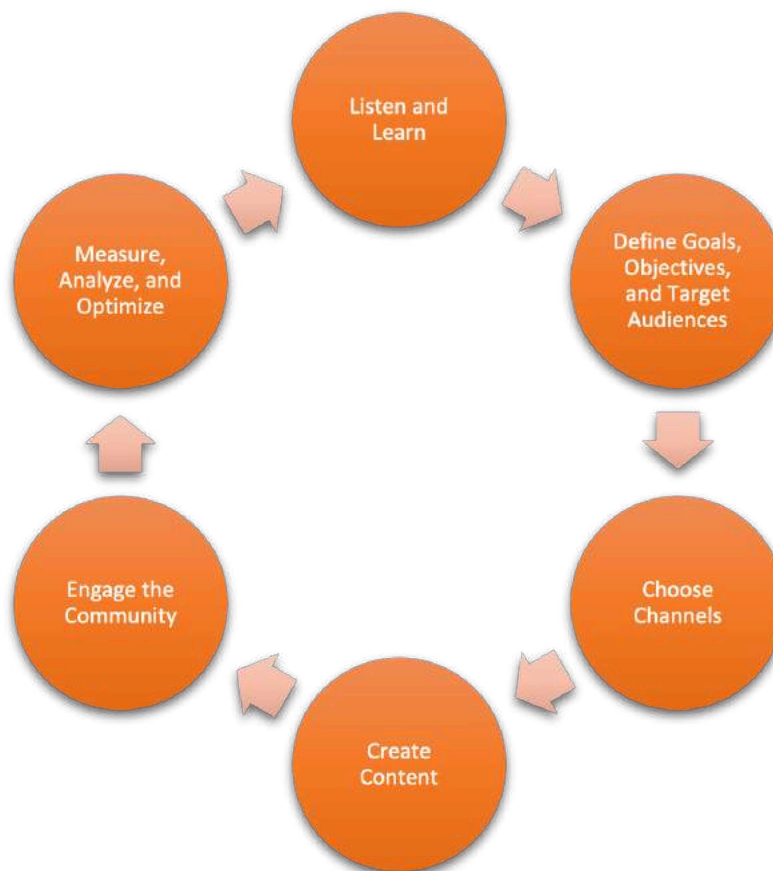 Listen and
Learn
Define Goals,
Objectives,
and Target
Audiences
Choose
Channels
Create
Content
Engage the
Community
Measure,
Analyze, and
Optimize